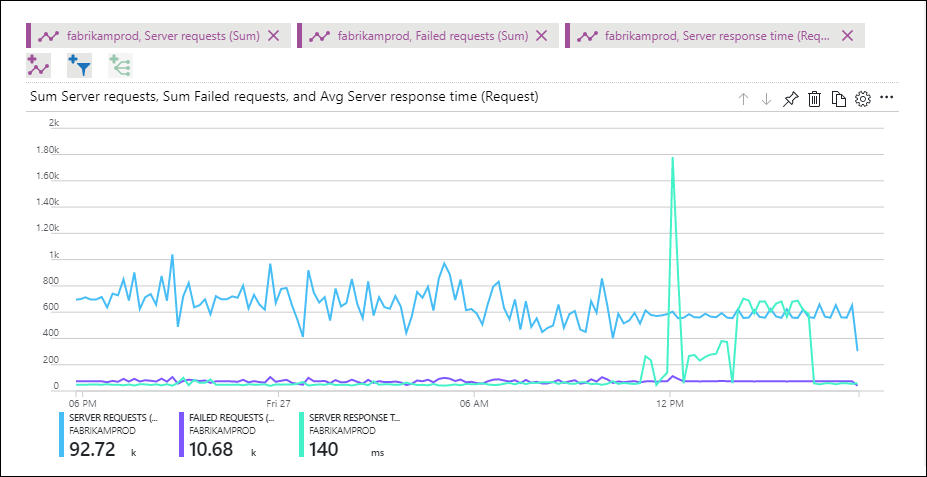 fabrikamprod, Server requests (Sum) fabrikamprod, Failed requests (Sum) fabrikamprod, Server response time (Req...
Sum Server requests, Sum Failed requests, and Avg Server response time (Request)
2k
1.80k
1.60k
1.40k
1.20k
1k
800
600
400
200
0
06 PM Fri 27 06 AM 12 PM
SERVER REQUESTS (... FAILED REQUESTS (... SERVER RESPONSE T...
FABRIKAMPROD FABRIKAMPROD FABRIKAMPROD
92.72 k 10.68 k 140 ms